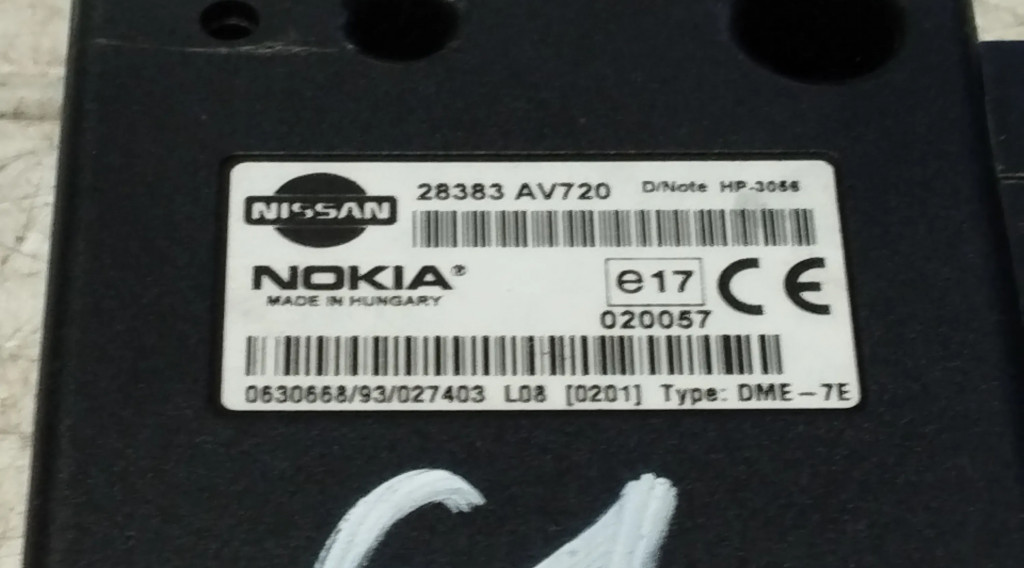 28383 AV720 D/Note HP-3056
NISSAN
NOKIA®
MADE IN HUNGARY
e17 CE
020057
0630668/93/027403 L08 [0201] Type: DME-7E